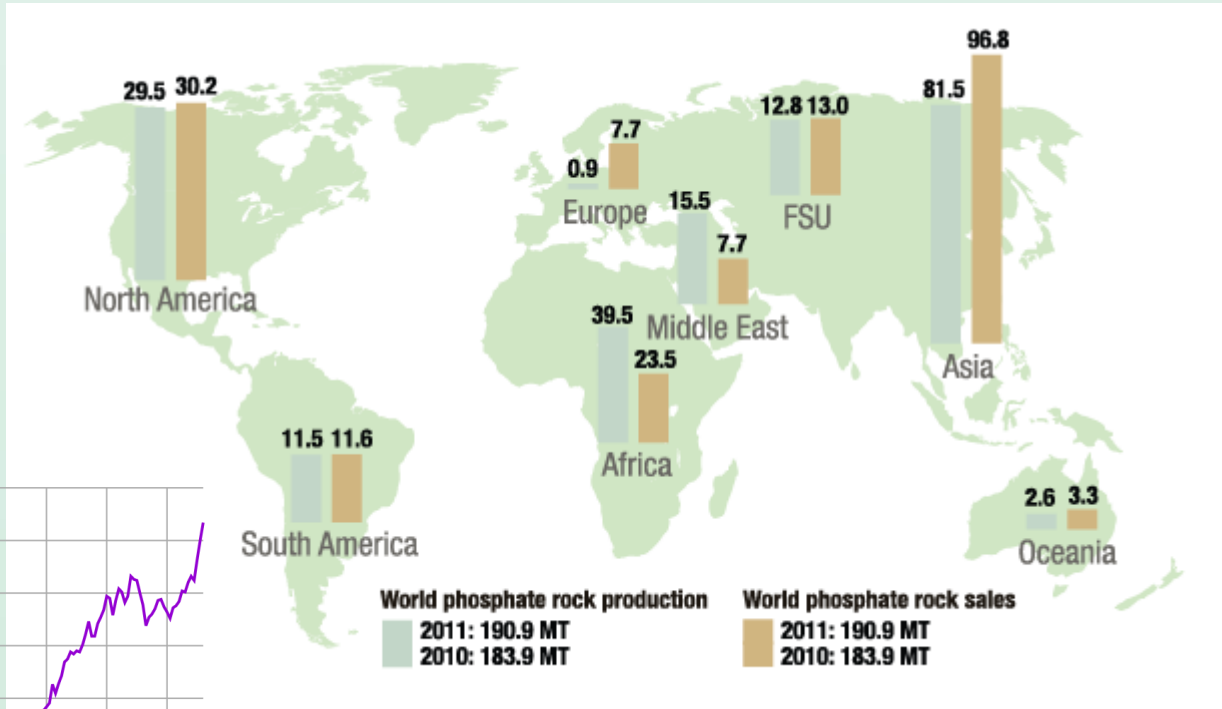 96.8
81.5
29.5 30.2
12.8 13.0
7.7
0.9
Europe
15.5
FSU
7.7
North America
39.5
Middle East
23.5
Asia
11.5 11.6
Africa
2.6 3.3
South America
Oceania
World phosphate rock production
2011: 190.9 MT
2010: 183.9 MT
World phosphate rock sales
2011: 190.9 MT
2010: 183.9 MT